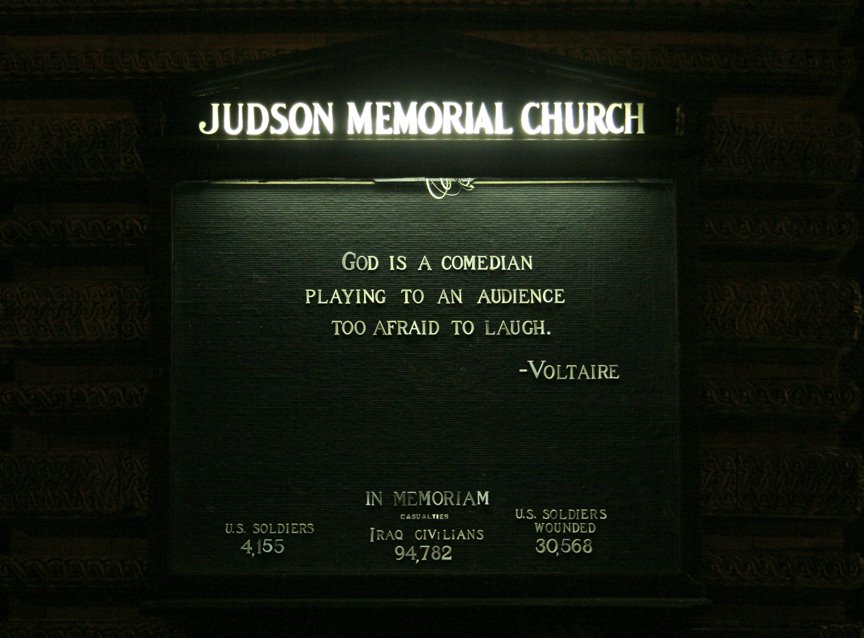 JUDSON MEMORIAL CHURCH
GOD IS A COMEDIAN
PLAYING TO AN AUDIENCE
TOO AFRAID TO LAUGH.
-VOLTAIRE
IN MEMORIAM
CASUALTIES
U.S. SOLDIERS
4,155
IRAQ CIViLIANS
94,782
U.S. SOLDIERS
WOUNDED
30,568